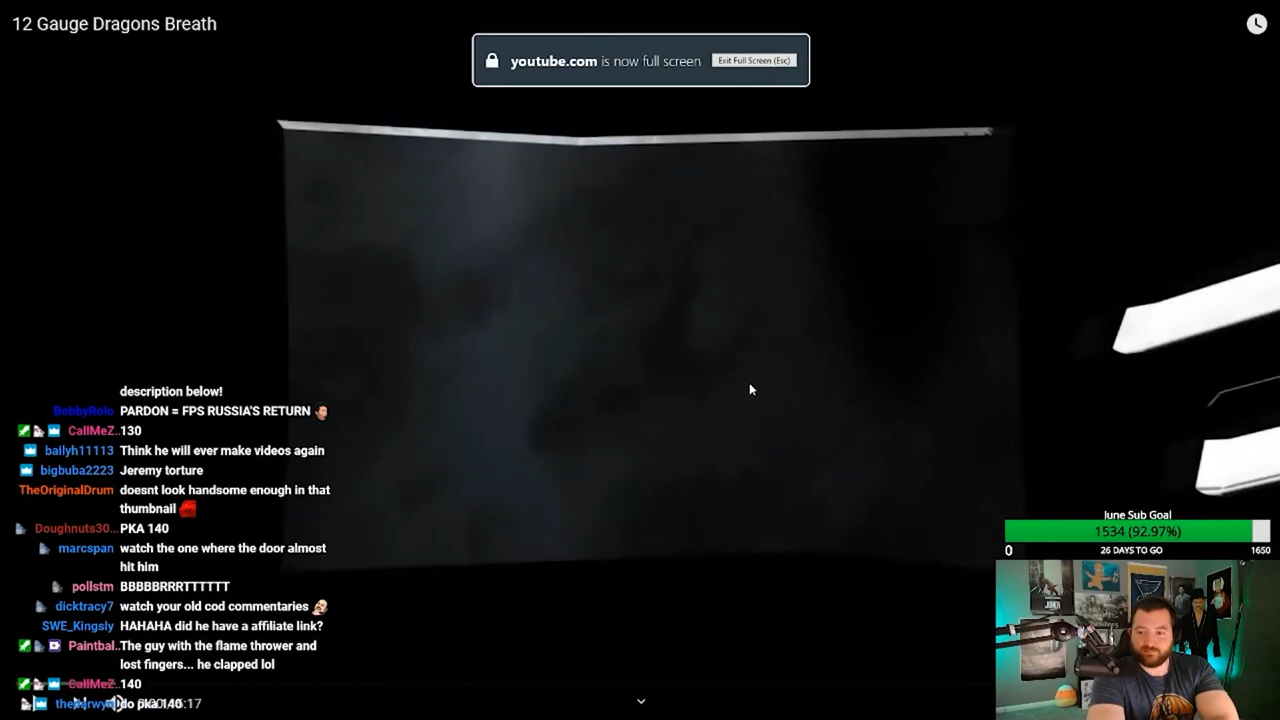 12 Gauge Dragons Breath
youtube.com is now full screen
Exit Full Screen (Esc)
description below!
BobbyRolo PARDON = FPS RUSSIA'S RETURN
CallMeZ.. 130
bailyh11113 Think he will ever make videos again
bigbuba2223 Jeremy torture
TheOriginalDrum doesnt look handsome enough in that
thumbnail
Doughnuts30... PKA 140
marcspan watch the one where the door almost
hit him
pollstm BBBBBRRRTTTTTT
dicktracy7 watch your old cod commentaries
SWE_Kingsly HAHAHA did he have a affiliate link?
Paintbal.. The guy with the flame thrower and
lost fingers... he clapped lol
CallMeZ.. 140
do pka 140
June Sub Goal
1534 (92.97%)
0
26 DAYS TO GO
1650
JOKER